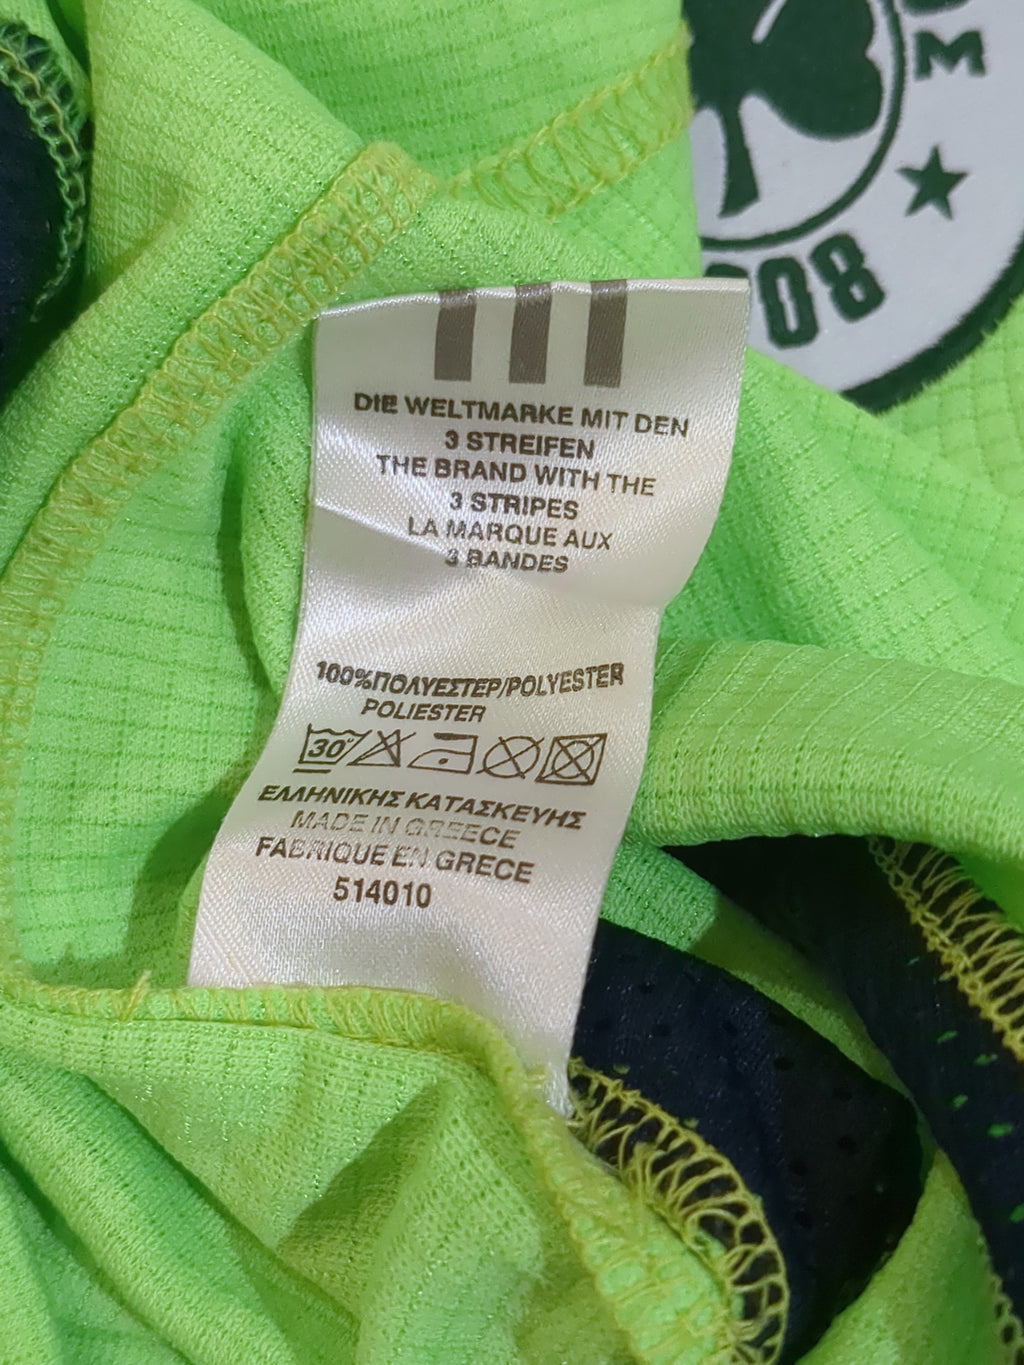 M
908
DIE WELTMARKE MIT DEN
3 STREIFEN
THE BRAND WITH THE
3 STRIPES
LA MARQUE AUX
3 BANDES
100%ΠΟΛΥΕΣΤΕΡ/POLYESTER
POLIESTER
30°
ΕΛΛΗΝΙΚΗΣ ΚΑΤΑΣΚΕΥΗΣ
MADE IN GREECE
FABRIQUE EN GRECE
514010